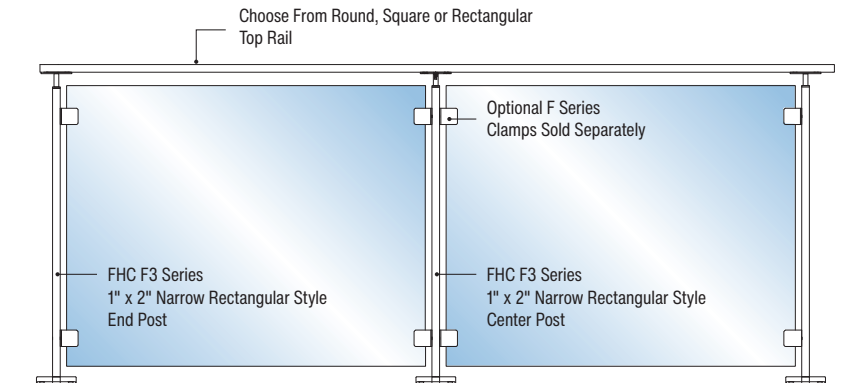 Choose From Round, Square or Rectangular
Top Rail
Optional F Series
Clamps Sold Separately
FHC F3 Series
1" x 2" Narrow Rectangular Style
End Post
FHC F3 Series
1" x 2" Narrow Rectangular Style
Center Post